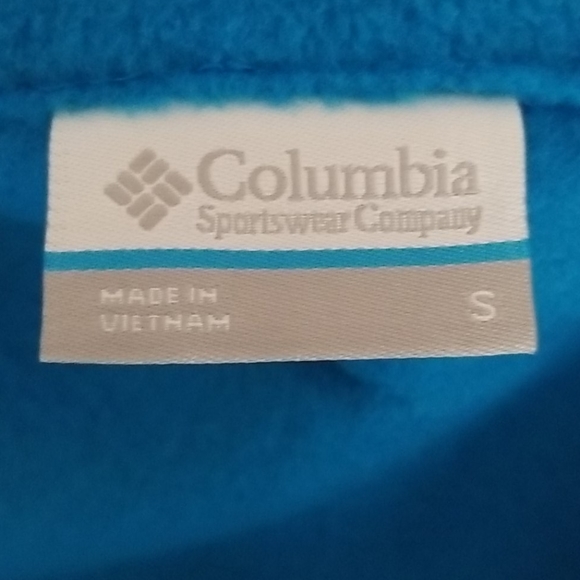 Columbia
Sportswear Company
MADE IN
VIETNAM
S